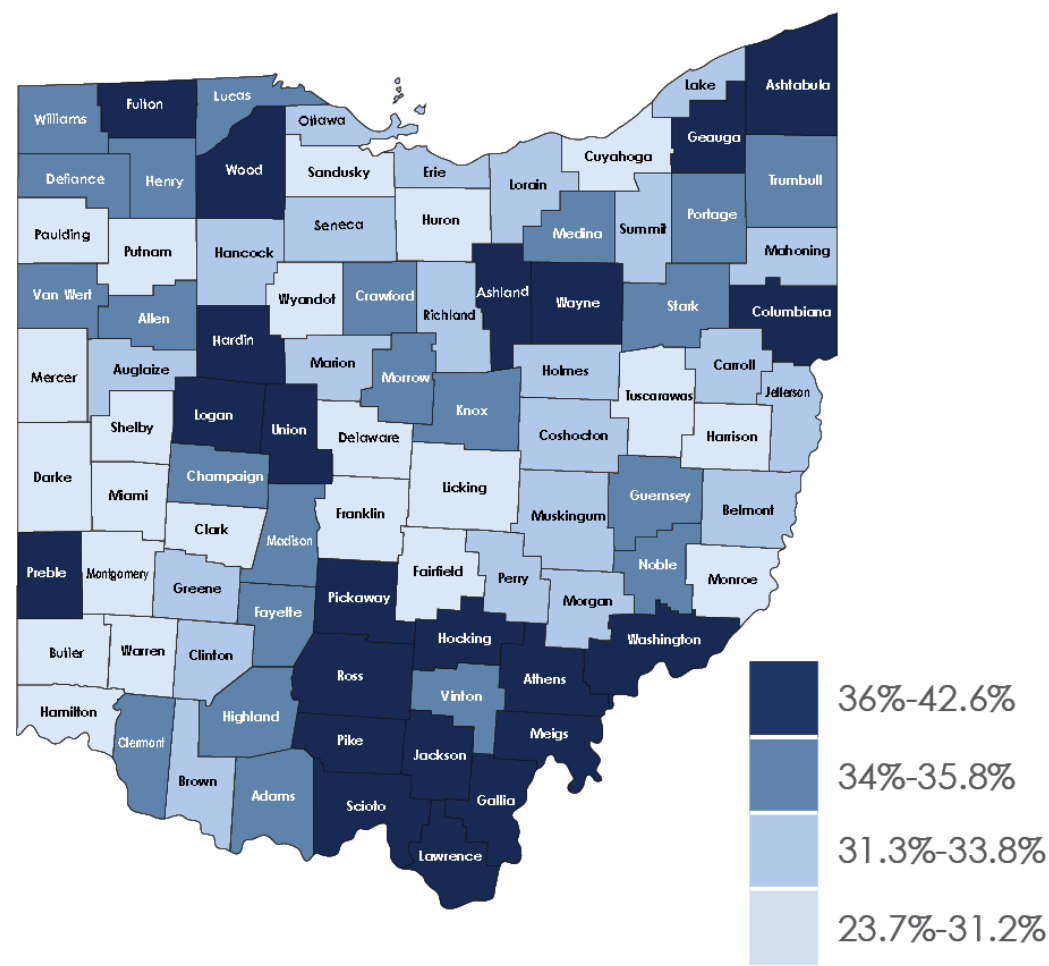 Ashtabula
Lake
Fulton
Lucas
Geauga
Williams
Ottawa
Cuyahoga
Wood
Sandusky
Erie
Defiance
Henry
Lorain
Trumbull
Portage
Huron
Seneca
Summit
Medina
Paulding
Putnam
Hancock
Mahoning
Van Wert
Wyandot
Crawford
Ashland
Wayne
Stark
Columbiana
Allen
Richland
Hardin
Marion
Carroll
Auglaize
Mercer
Morrow
Holmes
Jefferson
Tuscarawas
Logan
Knox
Union
Shelby
Delaware
Coshocton
Harrison
Darke
Champaign
Licking
Miami
Guernsey
Belmont
Franklin
Muskingum
Clark
Madison
Noble
Preble
Montgomery
Fairfield
Perry
Monroe
Greene
Pickaway
Morgan
Fayette
Hocking
Washington
Butler
Warren
Clinton
Ross
Athens
Vinton
Hamilton
Highland
Meigs
Clermont
Pike
Jackson
Brown
Adams
Scioto
Gallia
Lawrence
36%-42.6%
34%-35.8%
31.3%-33.8%
23.7%-31.2%